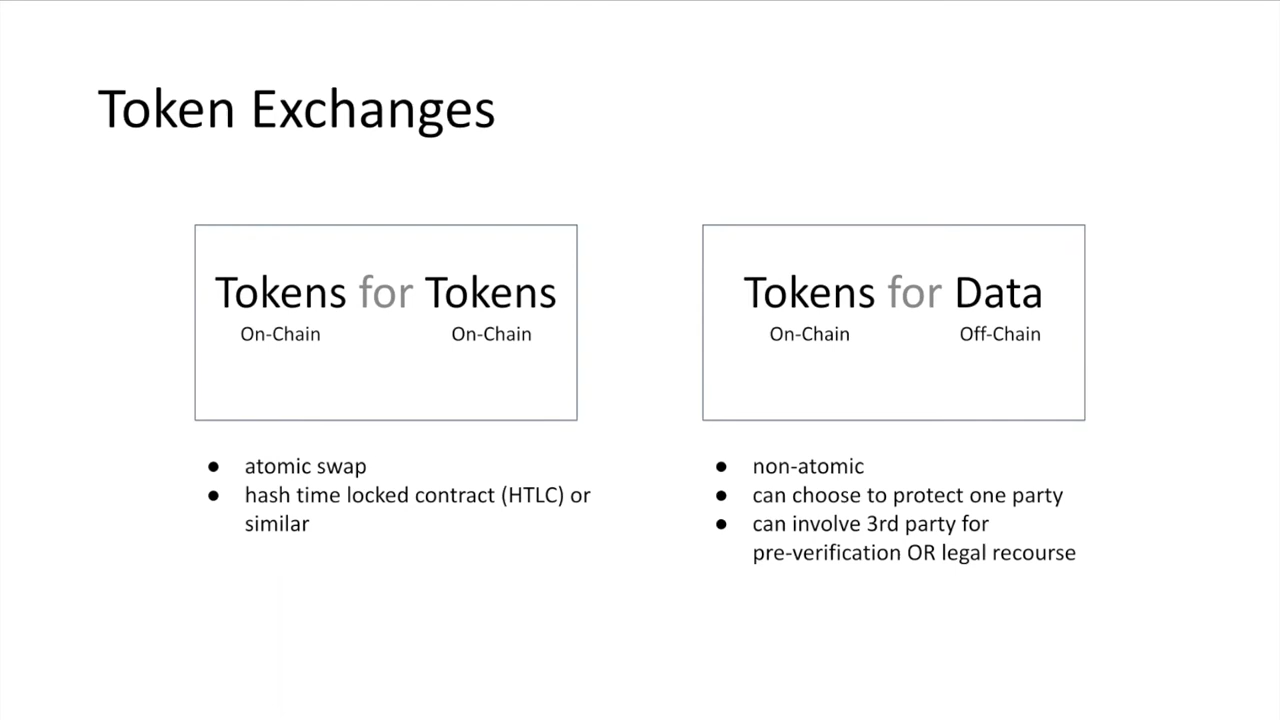 Token Exchanges
Tokens for Tokens
On-Chain On-Chain
● atomic swap
● hash time locked contract (HTLC) or
similar
Tokens for Data
On-Chain Off-Chain
● non-atomic
● can choose to protect one party
● can involve 3rd party for
pre-verification OR legal recourse